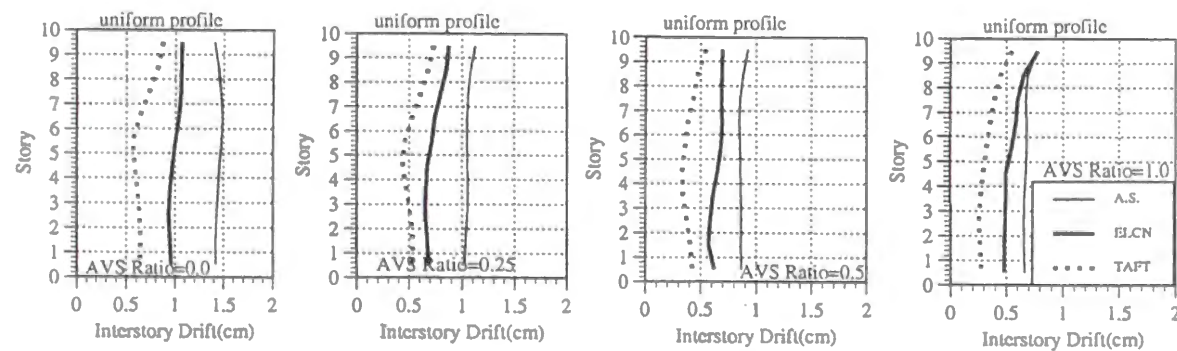 uniform profile
10
9
8
7
6
5
4
3
2
1
0
Story
AVS Ratio=0.0
0 0.5 1 1.5 2
Interstory Drift(cm)
uniform profile
10
9
8
7
6
5
4
3
2
1
0
Story
AVS Ratio=0.25
0 0.5 1 1.5 2
Interstory Drift(cm)
uniform profile
10
9
8
7
6
5
4
3
2
1
0
Story
AVS Ratio=0.5
0 0.5 1 1.5 2
Interstory Drift(cm)
uniform profile
10
9
8
7
6
5
4
3
2
1
0
Story
AVS Ratio=1.0
A.S.
ELCN
TAFT
0 0.5 1 1.5 2
Interstory Drift(cm)